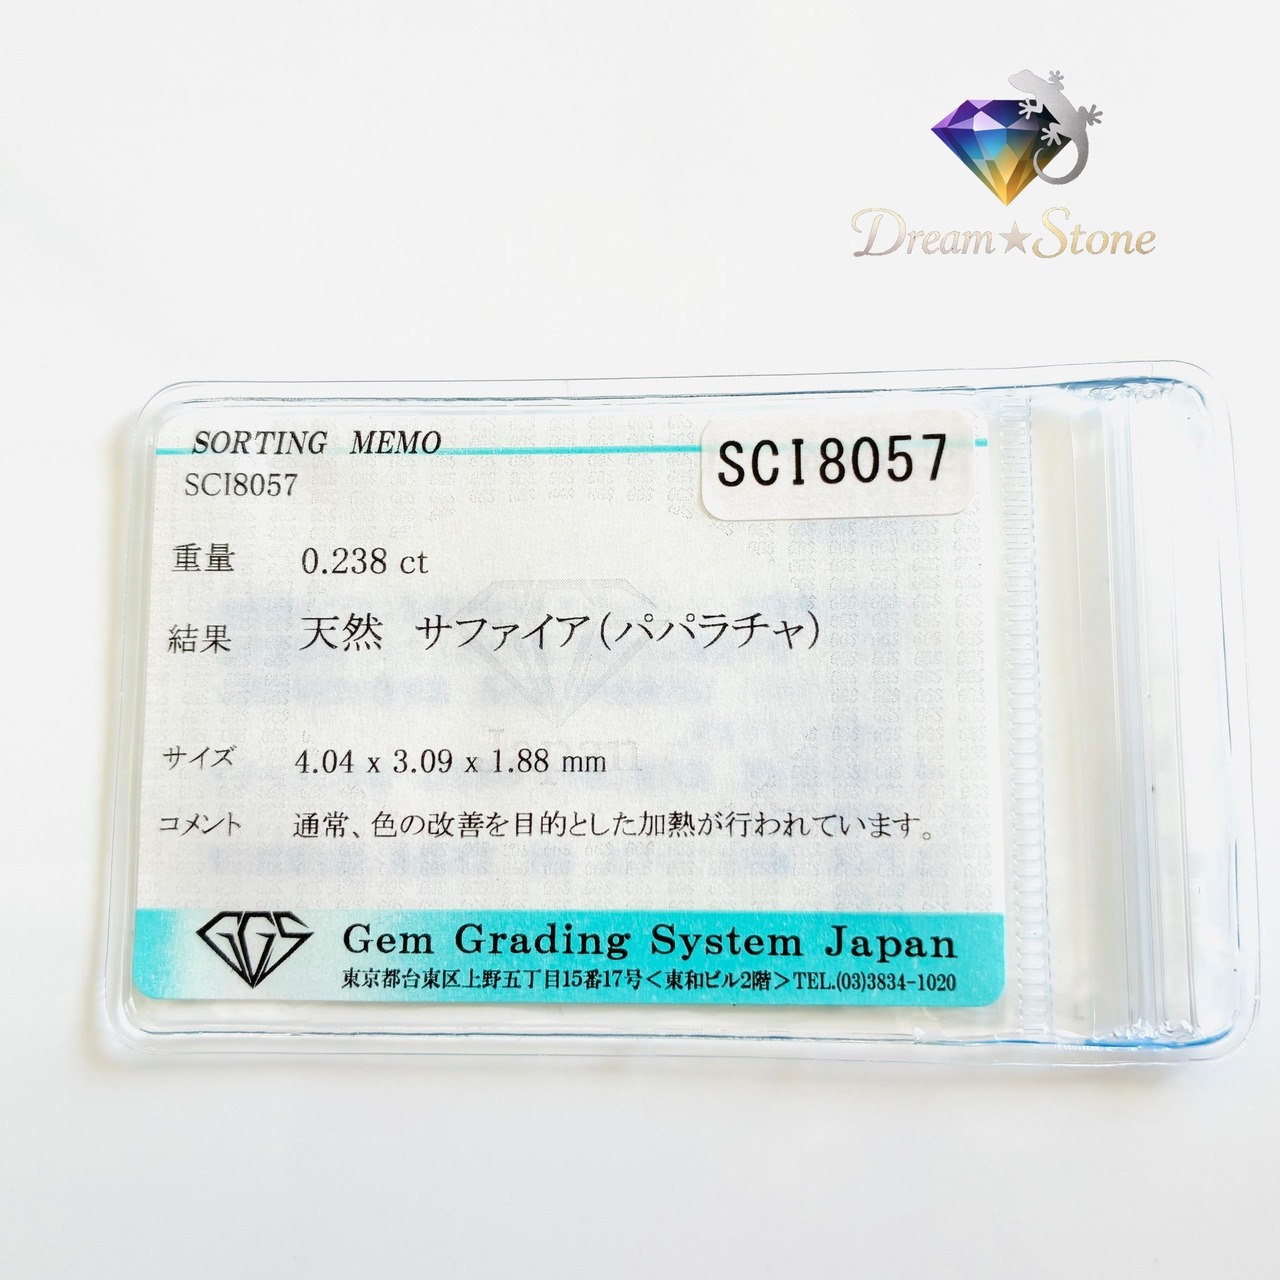 Dream★Stone
SORTING MEMO
SCI8057
SCI8057
重量 0.238 ct
結果 天然 サファイア(パパラチャ)
サイズ 4.04 x 3.09 x 1.88 mm
コメント 通常、色の改善を目的とした加熱が行われています。
GGS
Gem Grading System Japan
東京都台東区上野五丁目15番17号<東和ビル2階>TEL.(03)3834-1020